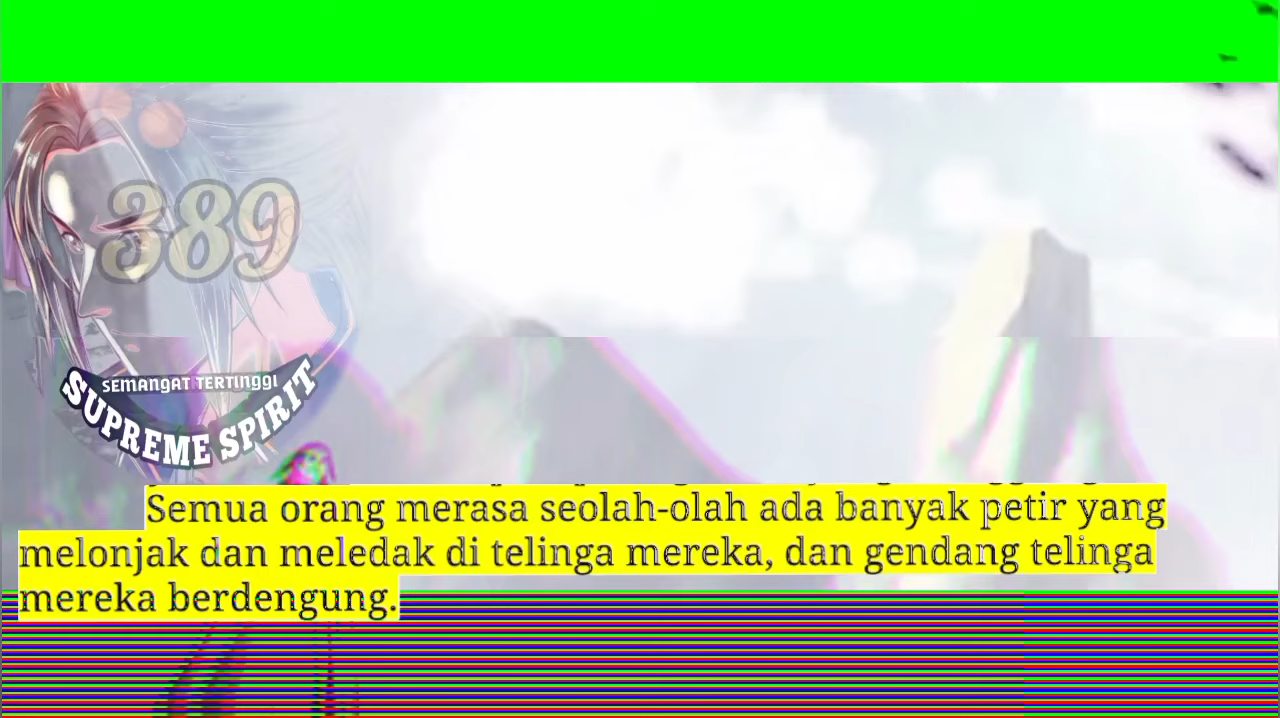 389
SEMANGAT TERTINGGI
SUPREME SPIRIT
Semua orang merasa seolah-olah ada banyak petir yang
melonjak dan meledak di telinga mereka, dan gendang telinga
mereka berdengung.